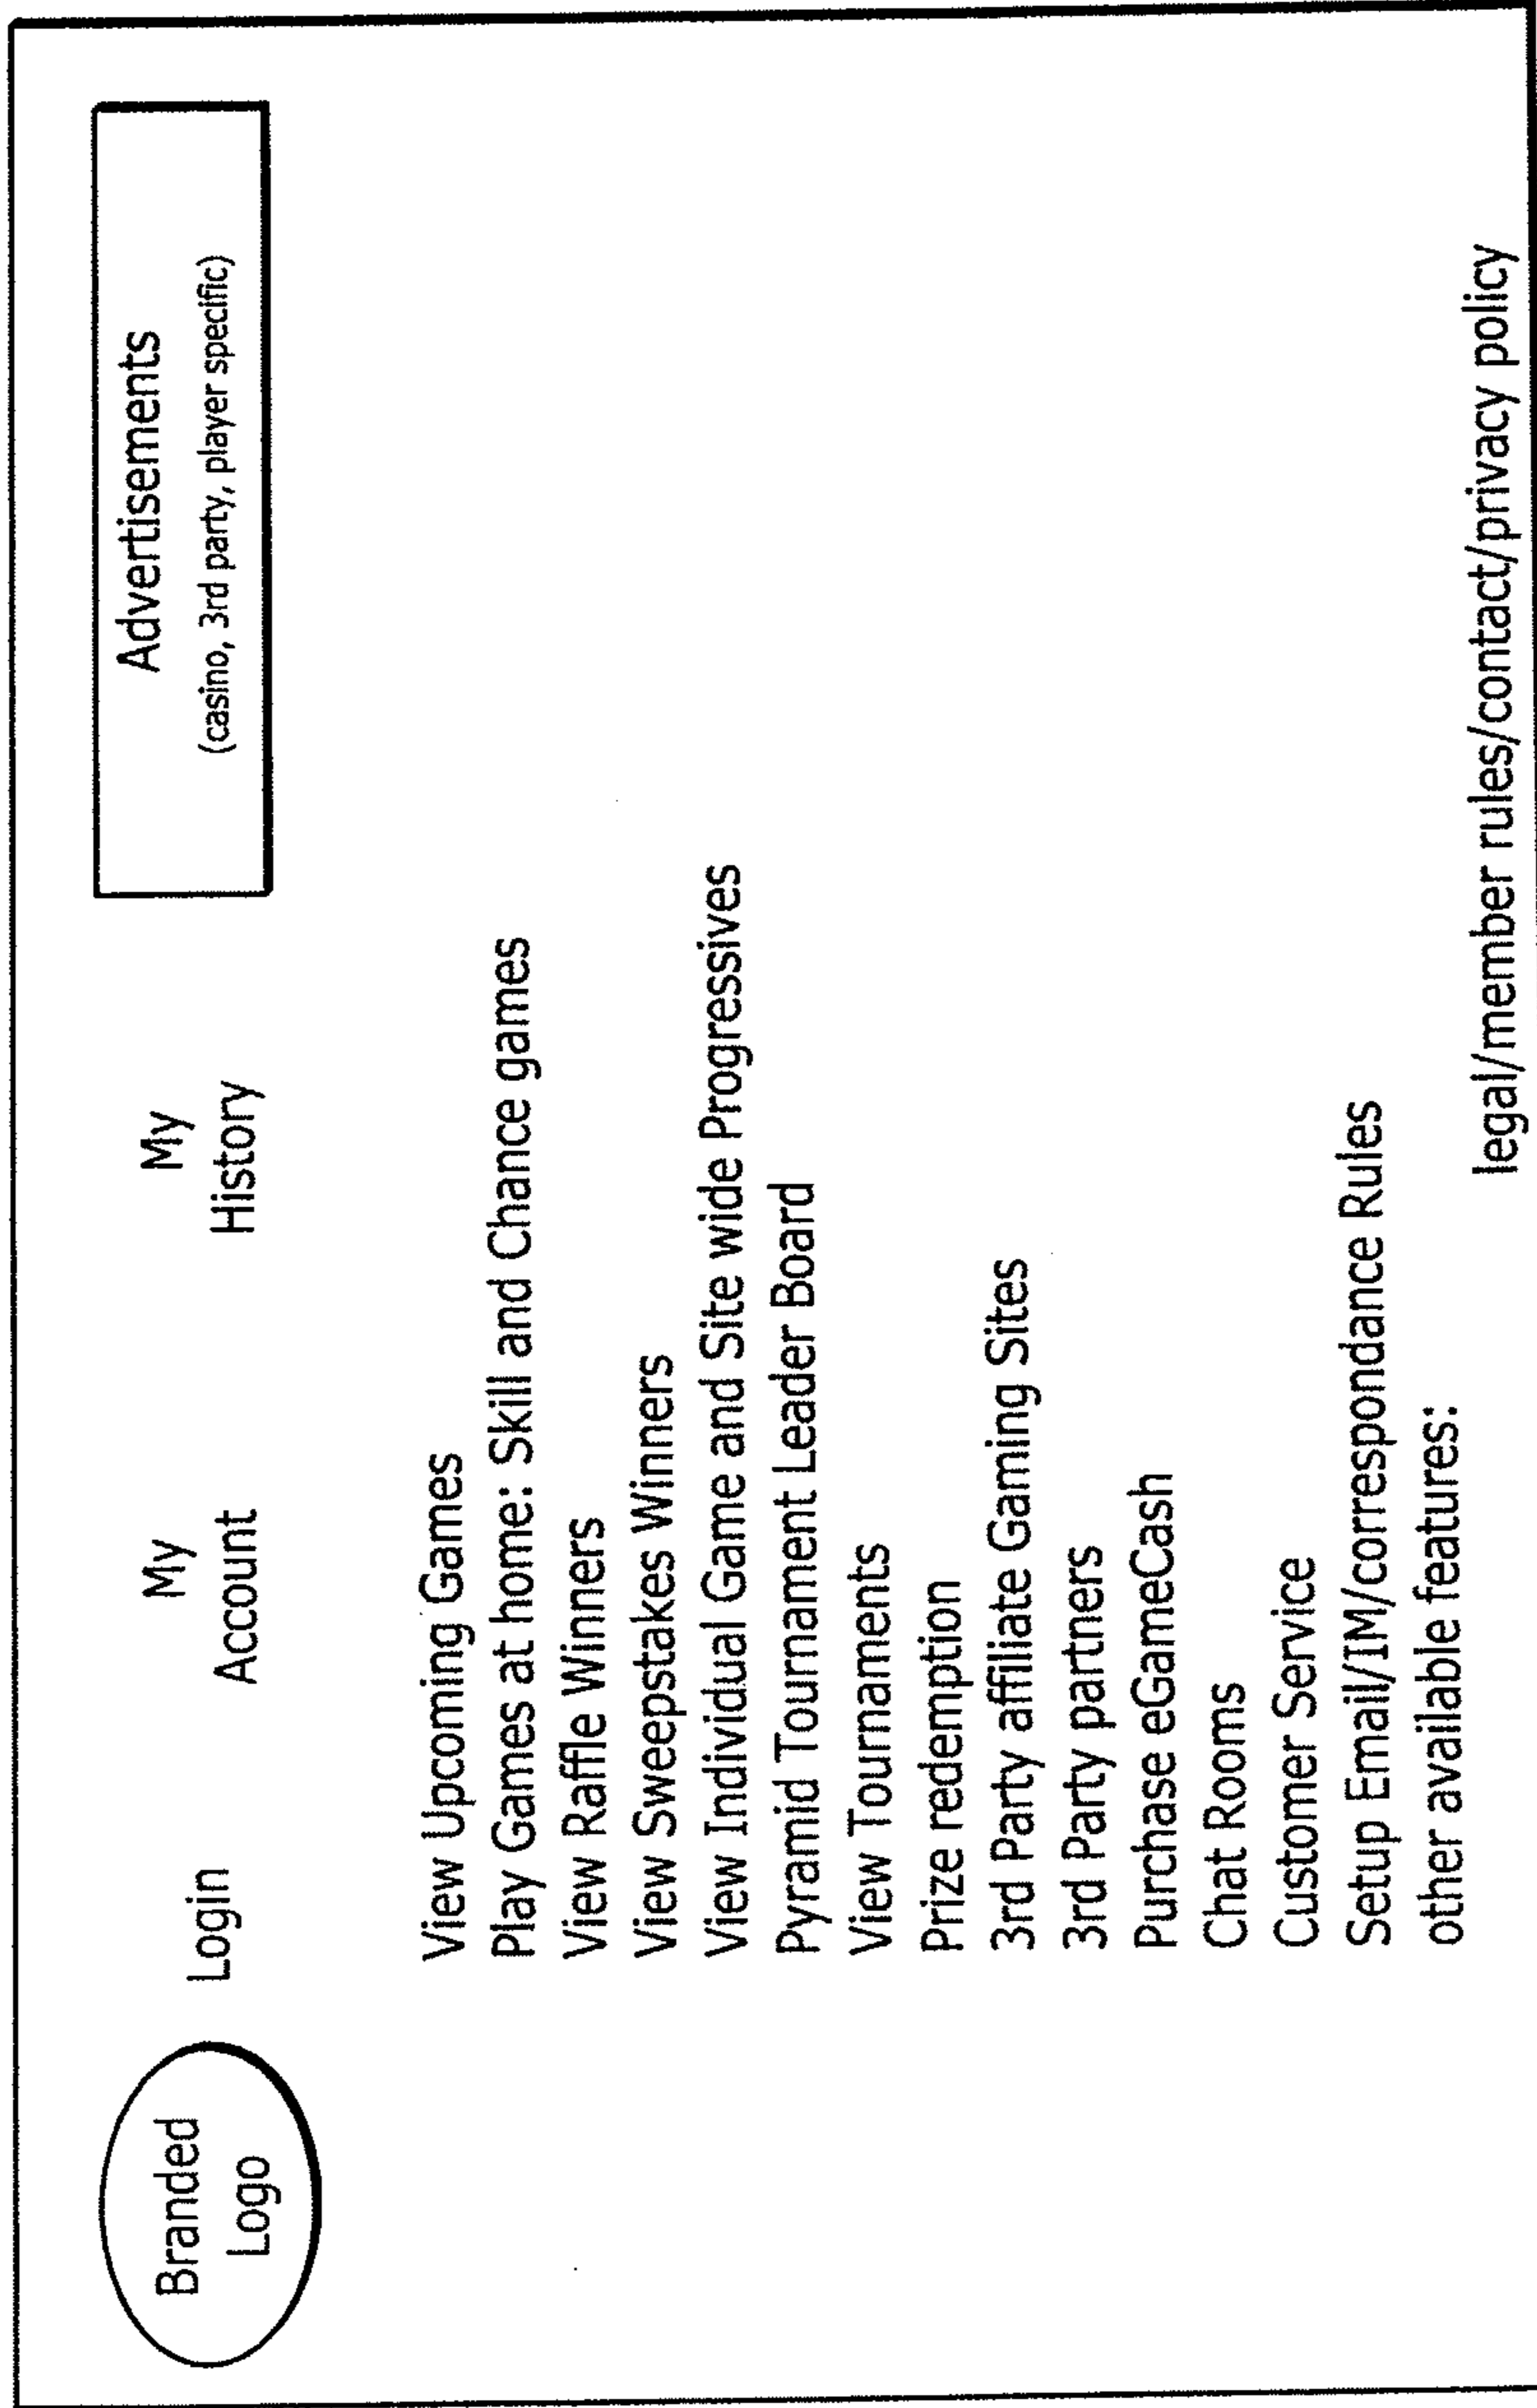 Branded
Logo
Login
My
Account
My
History
Advertisements
(casino, 3rd party, player specific)
View Upcoming Games
Play Games at home: Skill and Chance games
View Raffle Winners
View Sweepstakes Winners
View Individual Game and Site wide Progressives
Pyramid Tournament Leader Board
View Tournaments
Prize redemption
3rd Party affiliate Gaming Sites
3rd Party partners
Purchase eGameCash
Chat Rooms
Customer Service
Setup Email/IM/correspondance Rules
other available features:
legal/member rules/contact/privacy policy